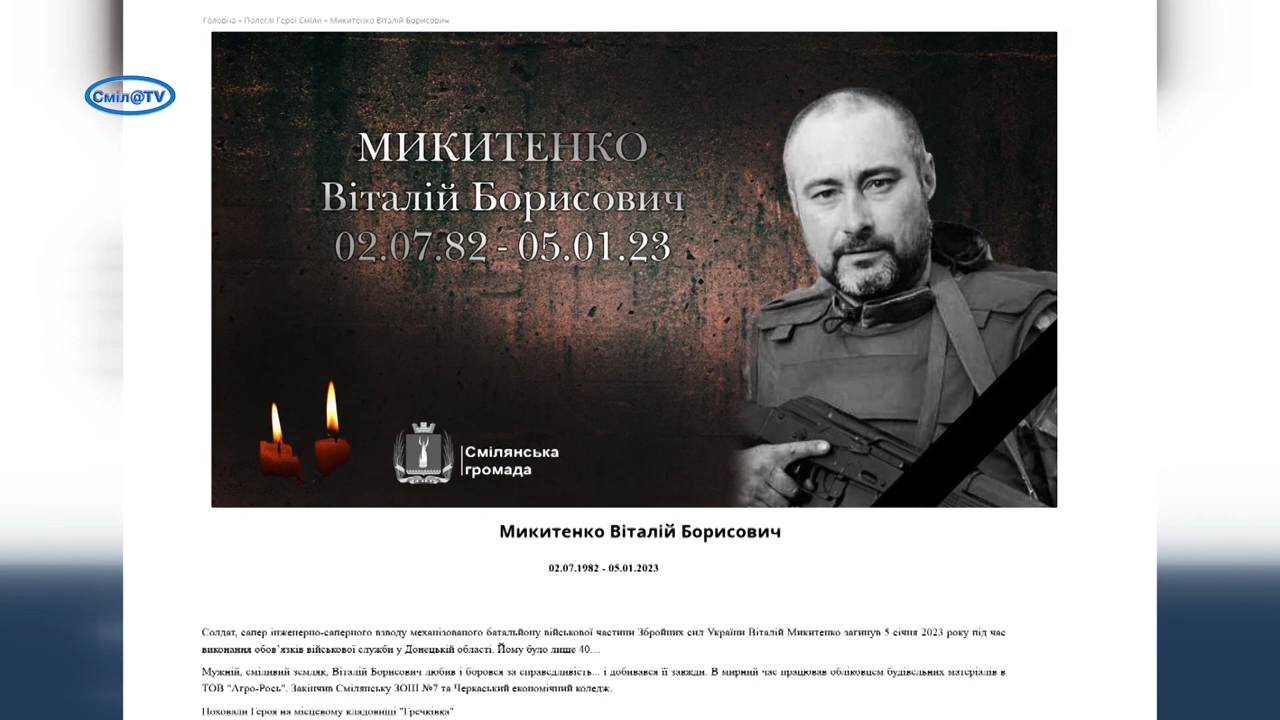 Головна » Полеглі Герої Сміли » Микитенко Віталій Борисович
Сміл@TV
МИКИТЕНКО
Віталій Борисович
02.07.82 - 05.01.23
Смілянська
громада
Микитенко Віталій Борисович
02.07.1982 - 05.01.2023
Солдат, сапер інженерно-саперного взводу механізованого батальйону військової частини Збройних сил України Віталій Микитенко загинув 5 січня 2023 року під час
виконання обов’язків військової служби у Донецькій області. Йому було лише 40…
Мужній, сміливий земляк, Віталій Борисович любив і боровся за справедливість... і добивався її завжди. В мирний час працював обліковцем будівельних матеріалів в
ТОВ "Агро-Рось". Закінчив Смілянську ЗОШ №7 та Черкаський економічний коледж.
Поховали Героя на місцевому кладовищі "Гречківка"